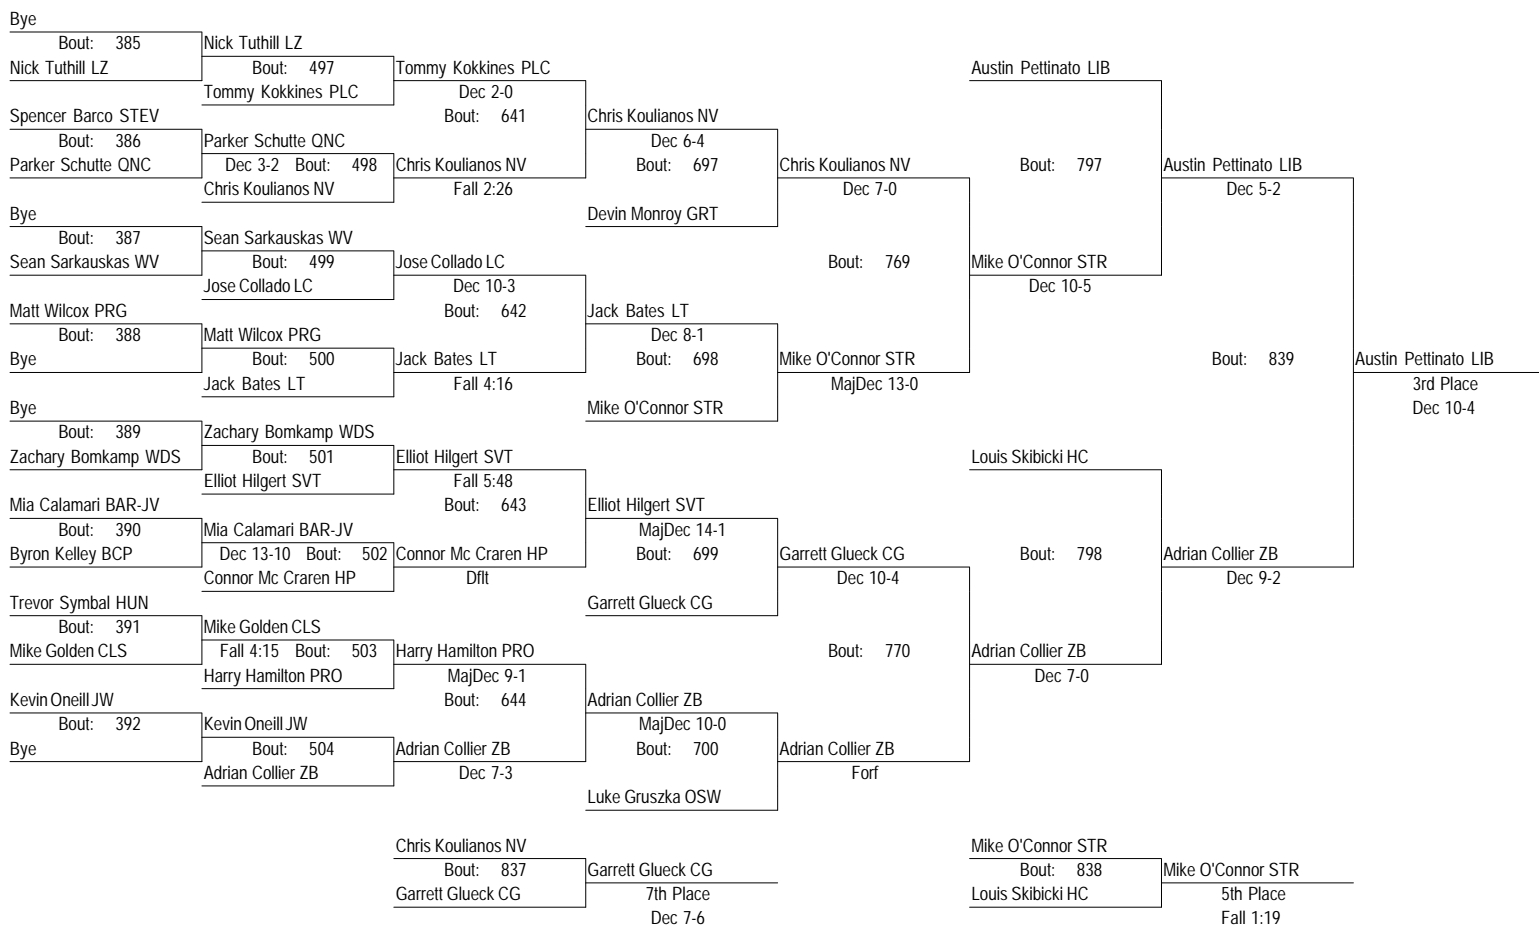 Bye
Bout: 385 Nick Tuthill LZ
Nick Tuthill LZ Bout: 497 Tommy Kokkines PLC Austin Pettinato LIB
Tommy Kokkines PLC Dec 2-0
Spencer Barco STEV Bout: 641 Chris Koulianos NV
Bout: 386 Parker Schutte QNC Dec 6-4
Parker Schutte QNC Dec 3-2 Bout: 498 Chris Koulianos NV Bout: 697 Chris Koulianos NV Bout: 797 Austin Pettinato LIB
Chris Koulianos NV Fall 2:26 Dec 7-0 Dec 5-2
Bye Devin Monroy GRT
Bout: 387 Sean Sarkauskas WV
Sean Sarkauskas WV Bout: 499 Jose Collado LC Bout: 769 Mike O'Connor STR
Jose Collado LC Dec 10-3 Dec 10-5
Matt Wilcox PRG Bout: 642 Jack Bates LT
Bout: 388 Matt Wilcox PRG Dec 8-1
Bye Bout: 500 Jack Bates LT Bout: 698 Mike O'Connor STR Bout: 839 Austin Pettinato LIB
Jack Bates LT Fall 4:16 MajDec 13-0 3rd Place
Bye Mike O'Connor STR Dec 10-4
Bout: 389 Zachary Bomkamp WDS
Zachary Bomkamp WDS Bout: 501 Elliot Hilgert SVT Louis Skibicki HC
Elliot Hilgert SVT Fall 5:48
Mia Calamari BAR-JV Bout: 643 Elliot Hilgert SVT
Bout: 390 Mia Calamari BAR-JV MajDec 14-1
Byron Kelley BCP Dec 13-10 Bout: 502 Connor Mc Craren HP Bout: 699 Garrett Glueck CG Bout: 798 Adrian Collier ZB
Connor Mc Craren HP Dflt Dec 10-4 Dec 9-2
Trevor Symbal HUN Garrett Glueck CG
Bout: 391 Mike Golden CLS
Mike Golden CLS Fall 4:15 Bout: 503 Harry Hamilton PRO Bout: 770 Adrian Collier ZB
Harry Hamilton PRO MajDec 9-1 Dec 7-0
Kevin Oneill JW Bout: 644 Adrian Collier ZB
Bout: 392 Kevin Oneill JW MajDec 10-0
Bye Bout: 504 Adrian Collier ZB Bout: 700 Adrian Collier ZB
Adrian Collier ZB Dec 7-3 Forf
Luke Gruszka OSW
Chris Koulianos NV Mike O'Connor STR
Bout: 837 Garrett Glueck CG Bout: 838 Mike O'Connor STR
Garrett Glueck CG 7th Place Louis Skibicki HC 5th Place
Dec 7-6 Fall 1:19